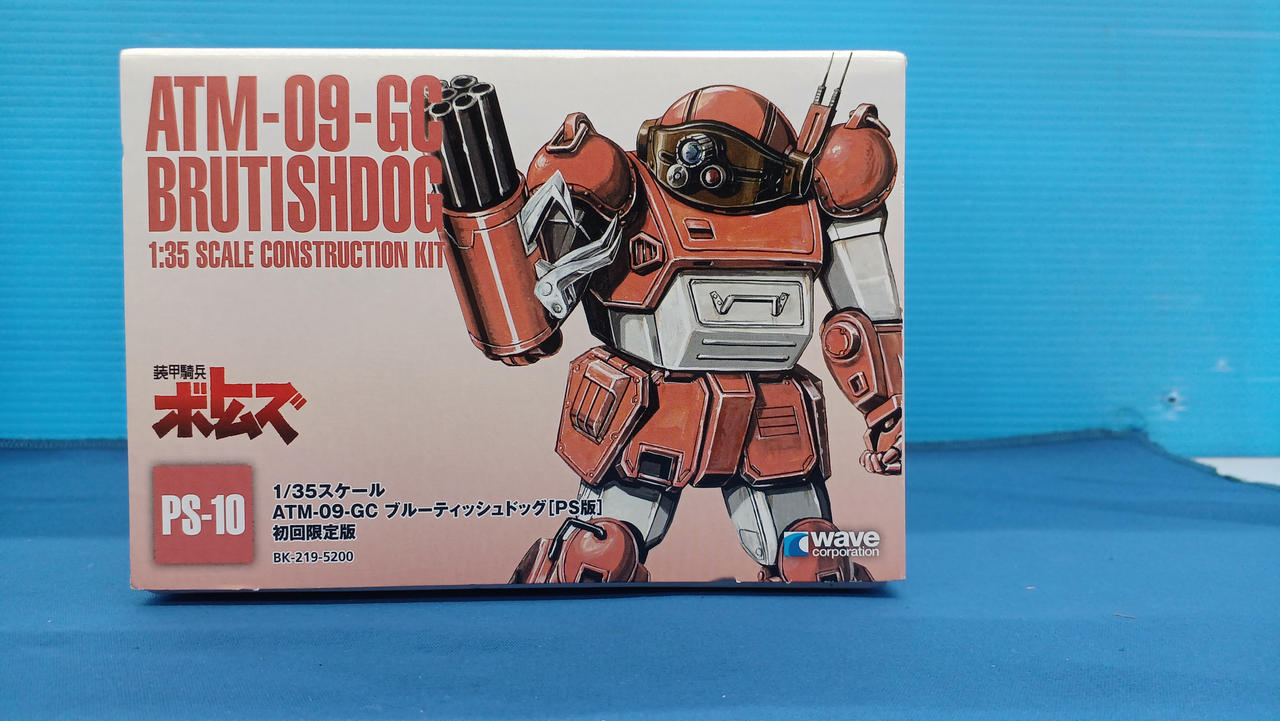 ATM-09-GC
BRUTISHDOG
1:35 SCALE CONSTRUCTION KIT
装甲騎兵
ボトムズ
PS-10
1/35スケール
ATM-09-GC ブルーティッシュドッグ[PS版]
初回限定版
BK-219-5200
wave
corporation